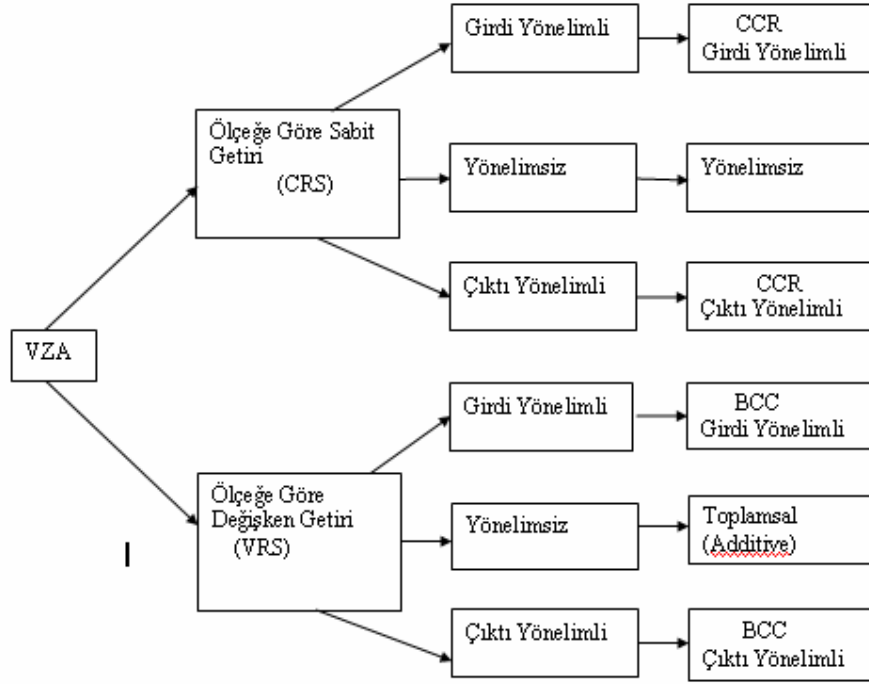 VZA
Ölçeğe Göre Sabit
Getiri
(CRS)
Girdi Yönelimli
CCR
Girdi Yönelimli
Yönelimsiz
Yönelimsiz
Çıktı Yönelimli
CCR
Çıktı Yönelimli
Ölçeğe Göre
Değişken Getiri
(VRS)
Girdi Yönelimli
BCC
Girdi Yönelimli
Yönelimsiz
Toplamsal
(Additive)
Çıktı Yönelimli
BCC
Çıktı Yönelimli